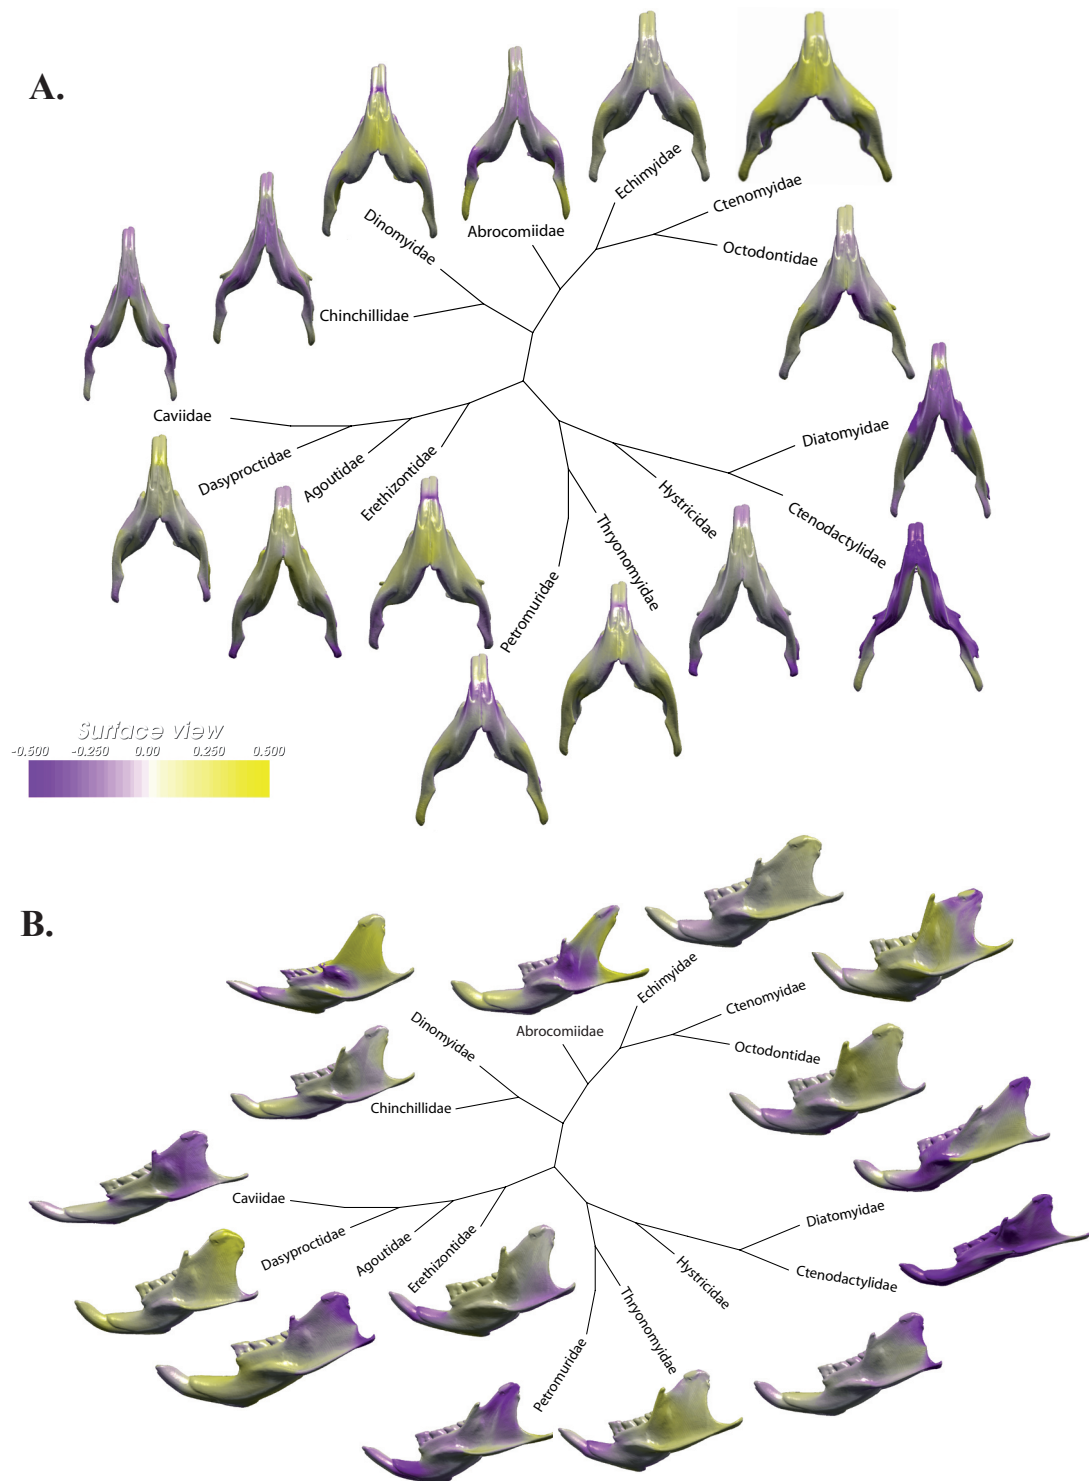 A.
Echimyidae
Ctenomyidae
Dinomyidae
Abrocomiidae
Octodontidae
Chinchillidae
Caviidae
Dasyproctidae
Agoutidae
Erethizontidae
Diatomyidae
Hystricidae
Ctenodactylidae
Thryonomyidae
Petromuridae
Surface view
-0.500 -0.250 0.00 0.250 0.500
B.
Echimyidae
Ctenomyidae
Dinomyidae
Abrocomiidae
Octodontidae
Chinchillidae
Caviidae
Dasyproctidae
Agoutidae
Erethizontidae
Diatomyidae
Hystricidae
Ctenodactylidae
Thryonomyidae
Petromuridae